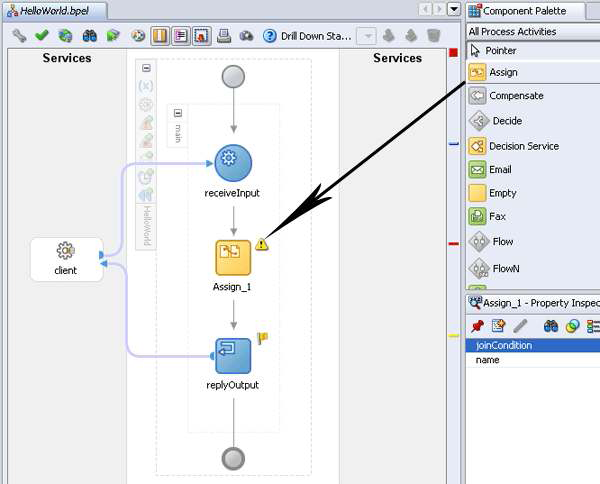 HelloWorld.bpel
Component Palette
All Process Activities
Drill Down Sta...
Pointer
Services
Services
Assign
Compensate
Decide
Decision Service
Email
Empty
Fax
Flow
FlowN
main
HelloWorld
receiveInput
client
Assign_1
replyOutput
Assign_1 - Property Inspec
joinCondition
name